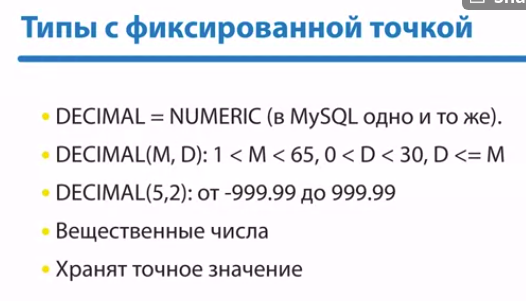 Типы с фиксированной точкой
DECIMAL = NUMERIC (в MySQL одно и то же).
DECIMAL(M, D): 1 < M < 65, 0 < D < 30, D <= M
DECIMAL(5,2): от -999.99 до 999.99
Вещественные числа
Хранят точное значение